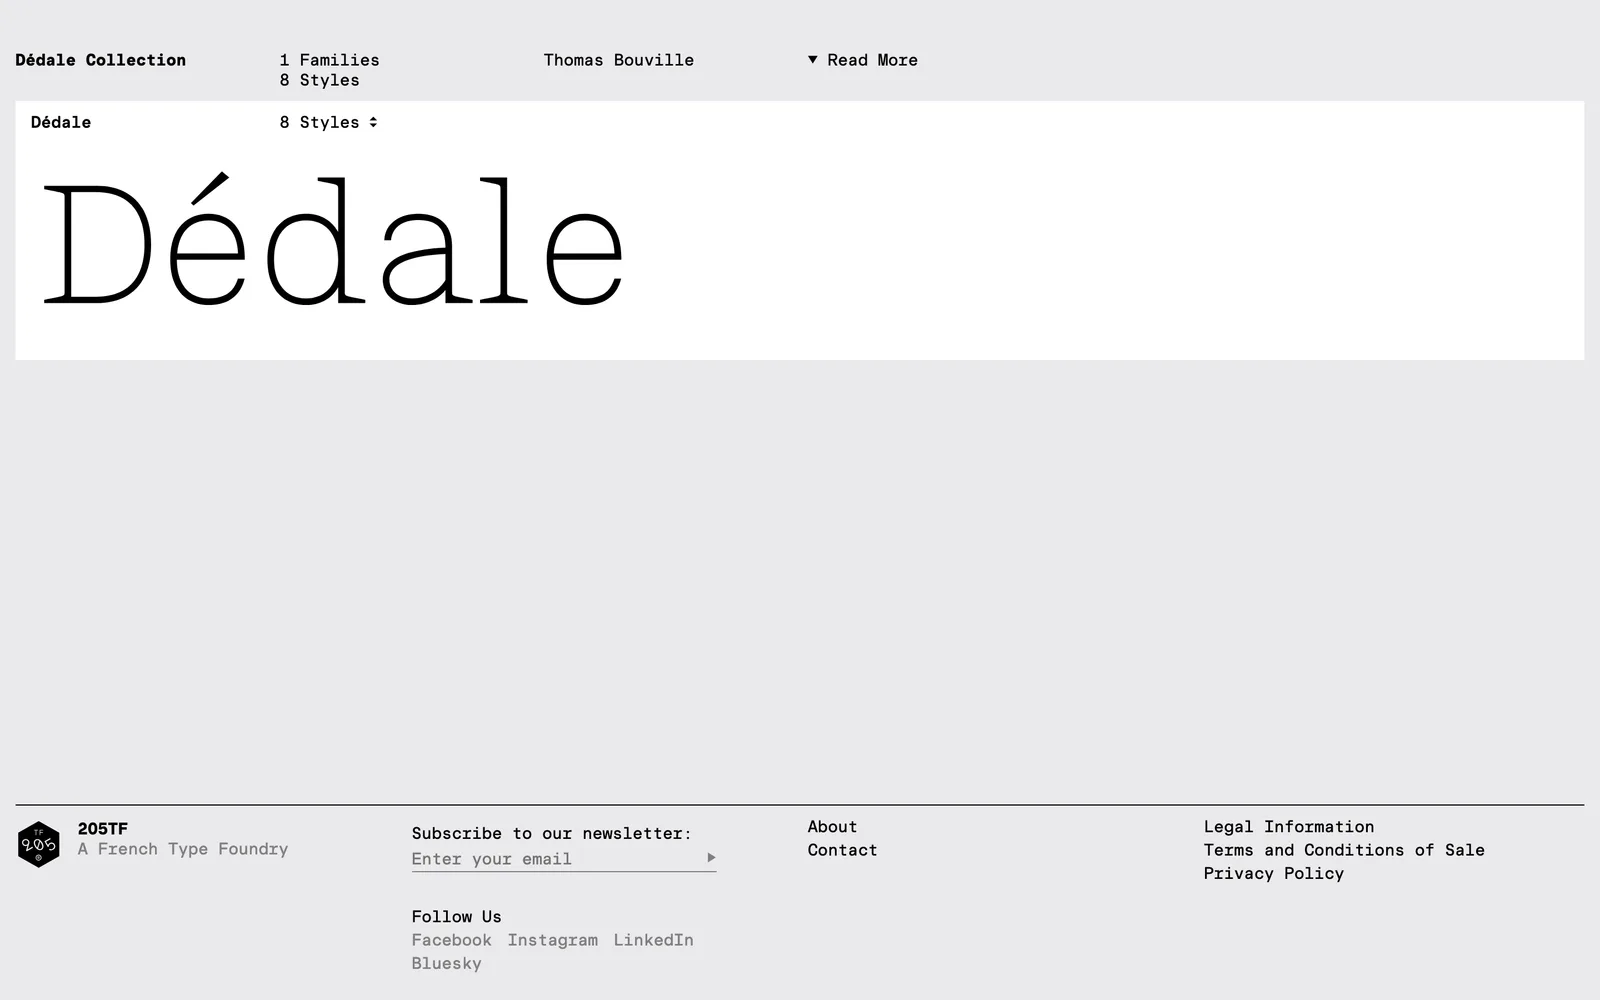 Dédale Collection
1 Families
8 Styles
Thomas Bouville
▼ Read More
Dédale
8 Styles
Dédale
TF
205
205TF
A French Type Foundry
Subscribe to our newsletter:
Enter your email
Follow Us
Facebook Instagram LinkedIn
Bluesky
About
Contact
Legal Information
Terms and Conditions of Sale
Privacy Policy